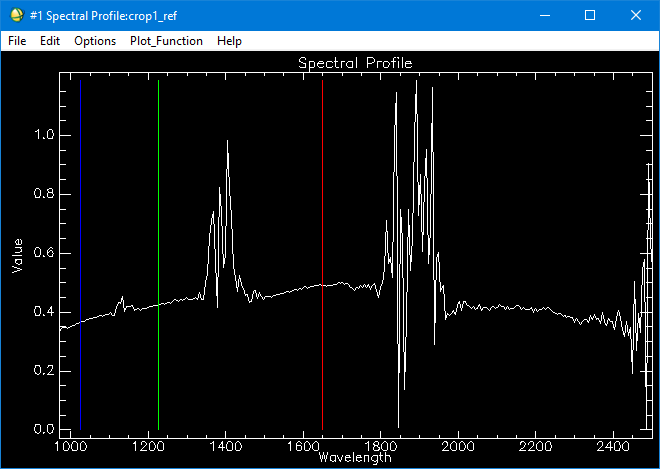 #1 Spectral Profile:crop1_ref
File Edit Options Plot_Function Help
Spectral Profile
1.0
0.8
0.6
0.4
0.2
0.0
Value
1000 1200 1400 1600 1800 2000 2200 2400
Wavelength